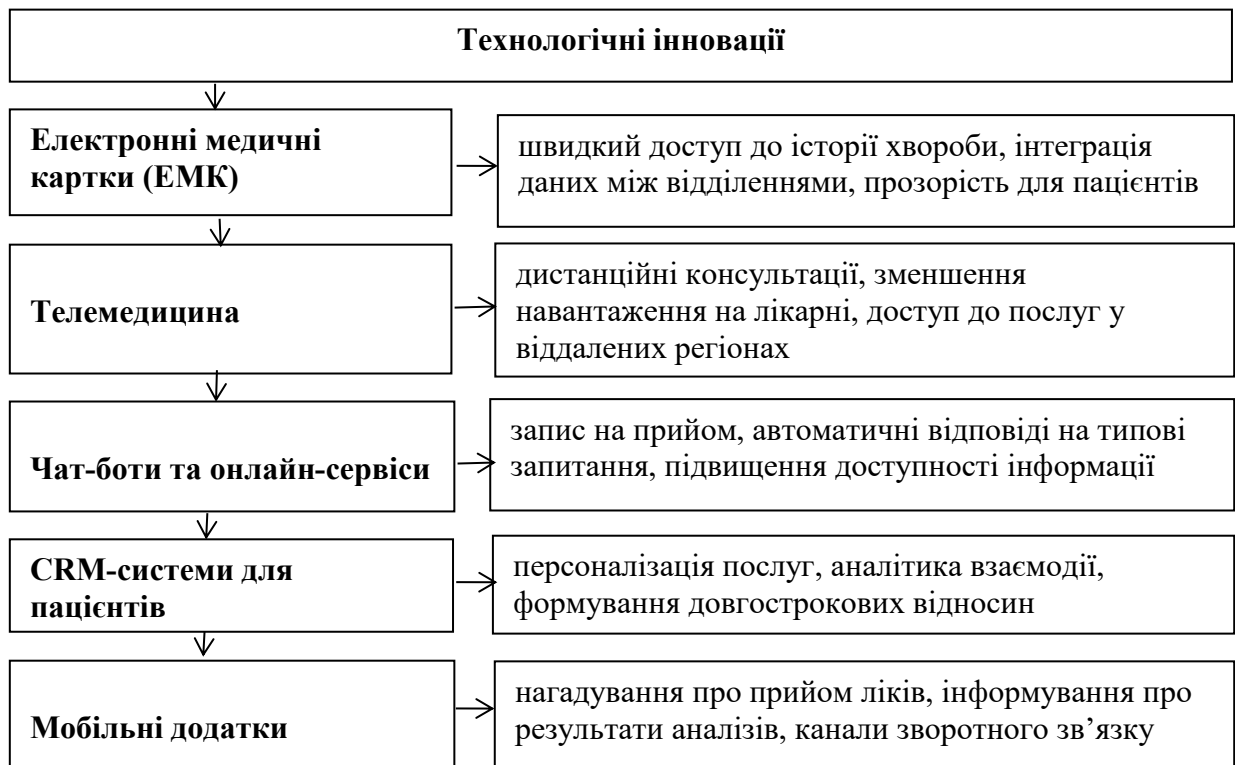 Технологічні інновації
Електронні медичні
картки (ЕМК)
швидкий доступ до історії хвороби, інтеграція
даних між відділеннями, прозорість для пацієнтів
Телемедицина
дистанційні консультації, зменшення
навантаження на лікарні, доступ до послуг у
віддалених регіонах
Чат-боти та онлайн-сервіси
запис на прийом, автоматичні відповіді на типові
запитання, підвищення доступності інформації
CRM-системи для
пацієнтів
персоналізація послуг, аналітика взаємодії,
формування довгострокових відносин
Мобільні додатки
нагадування про прийом ліків, інформування про
результати аналізів, канали зворотного зв’язку